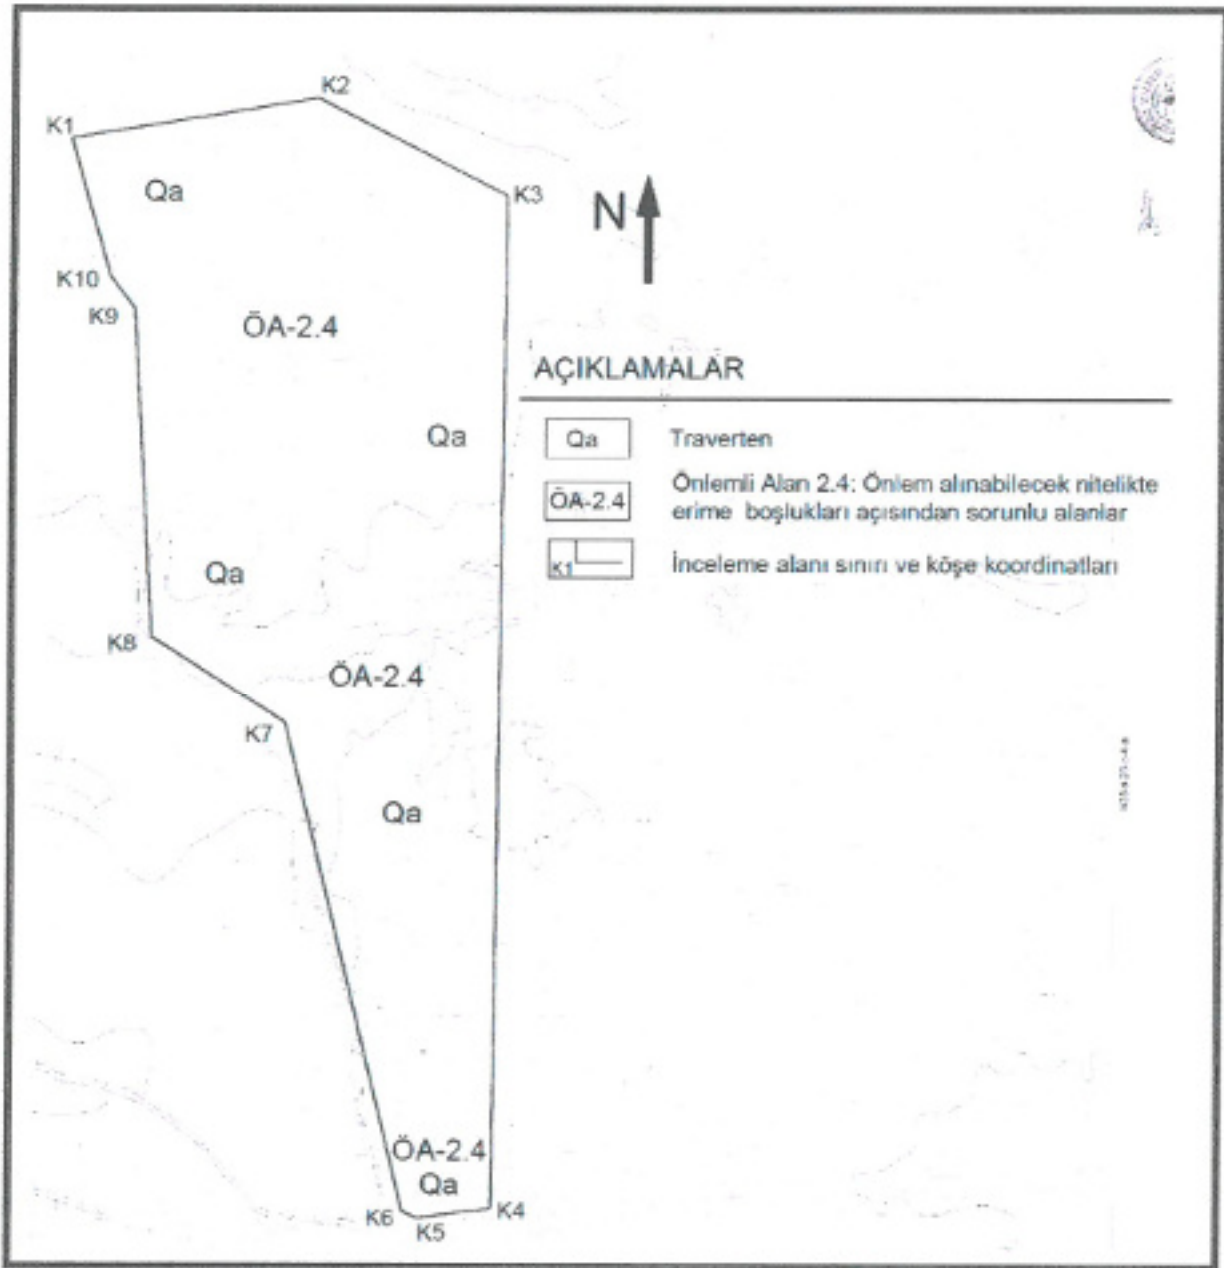 K2
K1
Qa
K3
N
K10
K9
ÖA-2.4
AÇIKLAMALAR
Qa
Qa Traverten
ÖA-2.4 Önlemli Alan 2.4: Önlem alınabilecek nitelikte
erime boşlukları açısından sorunlu alanlar
K1 İnceleme alanı sınırı ve köşe koordinatları
Qa
K8
ÖA-2.4
K7
Qa
ÖA-2.4
Qa
K6
K5
K4